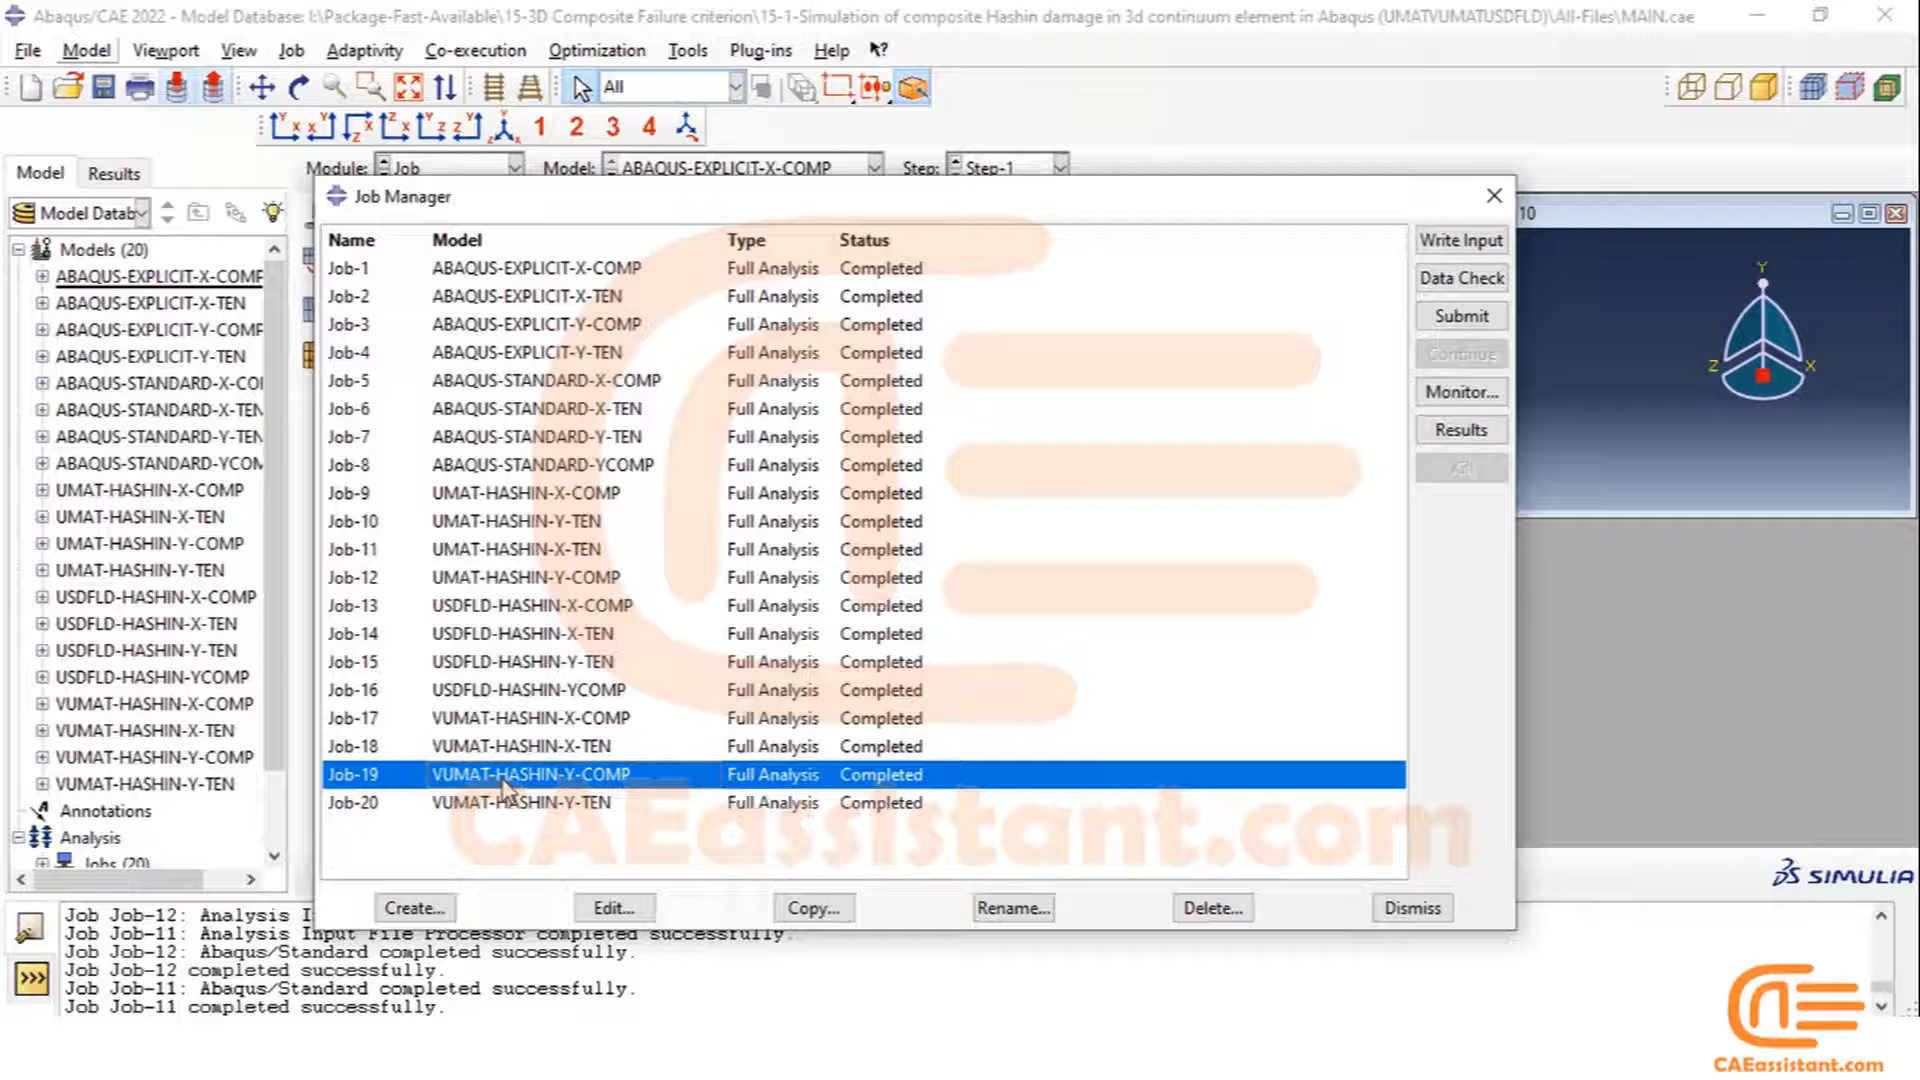 Abaqus/CAE 2022 - Model Database: I:\Package-Fast-Available\15-3D Composite Failure criterion\15-1-Simulation of composite Hashin damage in 3d continuum element in Abaqus (UMATVUMATUSDFLD)\All-Files\MAIN.cae
File Model Viewport View Job Adaptivity Co-execution Optimization Tools Plug-ins Help
All
1 2 3 4
Model Results
Module: Job Model: ABAQUS-EXPLICIT-X-COMP Step: Step-1
Model Datab
Job Manager
10
Name Model Type Status
Job-1 ABAQUS-EXPLICIT-X-COMP Full Analysis Completed
Job-2 ABAQUS-EXPLICIT-X-TEN Full Analysis Completed
Job-3 ABAQUS-EXPLICIT-Y-COMP Full Analysis Completed
Job-4 ABAQUS-EXPLICIT-Y-TEN Full Analysis Completed
Job-5 ABAQUS-STANDARD-X-COMP Full Analysis Completed
Job-6 ABAQUS-STANDARD-X-TEN Full Analysis Completed
Job-7 ABAQUS-STANDARD-Y-TEN Full Analysis Completed
Job-8 ABAQUS-STANDARD-YCOMP Full Analysis Completed
Job-9 UMAT-HASHIN-X-COMP Full Analysis Completed
Job-10 UMAT-HASHIN-Y-TEN Full Analysis Completed
Job-11 UMAT-HASHIN-X-TEN Full Analysis Completed
Job-12 UMAT-HASHIN-Y-COMP Full Analysis Completed
Job-13 USDFLD-HASHIN-X-COMP Full Analysis Completed
Job-14 USDFLD-HASHIN-X-TEN Full Analysis Completed
Job-15 USDFLD-HASHIN-Y-TEN Full Analysis Completed
Job-16 USDFLD-HASHIN-YCOMP Full Analysis Completed
Job-17 VUMAT-HASHIN-X-COMP Full Analysis Completed
Job-18 VUMAT-HASHIN-X-TEN Full Analysis Completed
Job-19 VUMAT-HASHIN-Y-COMP Full Analysis Completed
Job-20 VUMAT-HASHIN-Y-TEN Full Analysis Completed
Write Input
Data Check
Submit
Continue
Monitor...
Results
Kill
Create... Edit... Copy... Rename... Delete... Dismiss
Models (20)
ABAQUS-EXPLICIT-X-COMP
ABAQUS-EXPLICIT-X-TEN
ABAQUS-EXPLICIT-Y-COMP
ABAQUS-EXPLICIT-Y-TEN
ABAQUS-STANDARD-X-CO
ABAQUS-STANDARD-X-TEN
ABAQUS-STANDARD-Y-TEN
ABAQUS-STANDARD-YCOM
UMAT-HASHIN-X-COMP
UMAT-HASHIN-X-TEN
UMAT-HASHIN-Y-COMP
UMAT-HASHIN-Y-TEN
USDFLD-HASHIN-X-COMP
USDFLD-HASHIN-X-TEN
USDFLD-HASHIN-Y-TEN
USDFLD-HASHIN-YCOMP
VUMAT-HASHIN-X-COMP
VUMAT-HASHIN-X-TEN
VUMAT-HASHIN-Y-COMP
VUMAT-HASHIN-Y-TEN
Annotations
Analysis
Jobs (20)
Y
Z X
CAEassistant.com
SIMULIA
Job Job-12: Analysis I
Job Job-11: Analysis Input File Processor completed successfully.
Job Job-12: Abaqus/Standard completed successfully.
Job Job-12 completed successfully.
Job Job-11: Abaqus/Standard completed successfully.
Job Job-11 completed successfully.
CAEassistant.com